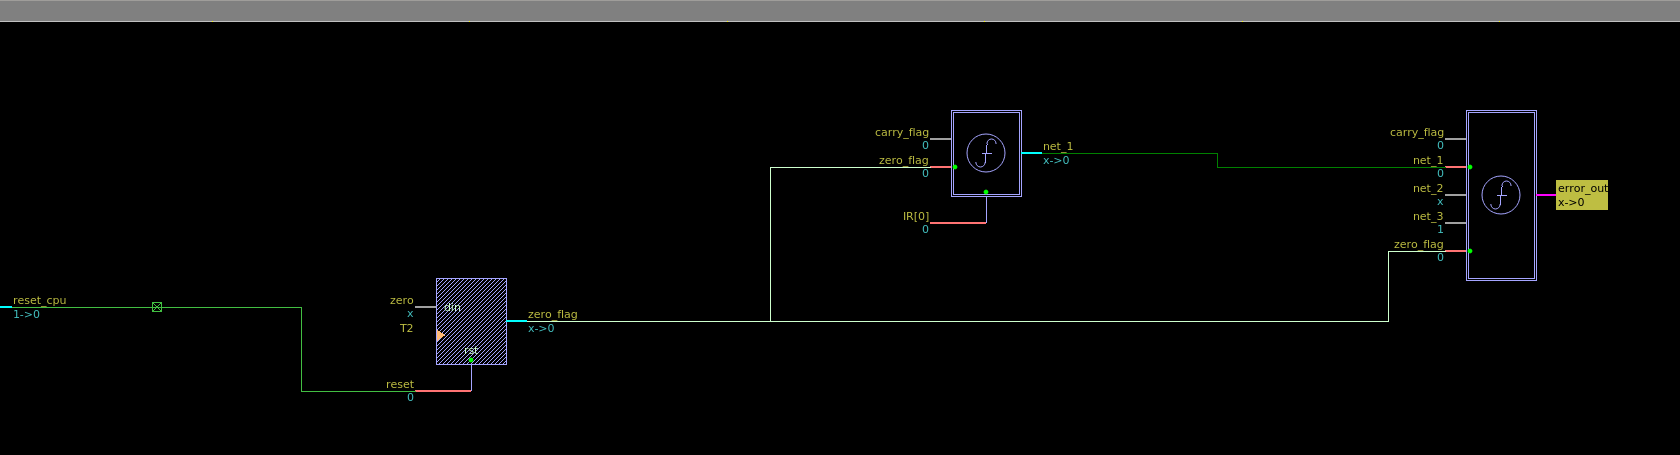 carry_flag
0
zero_flag
0
IR[0]
0
net_1
x->0
carry_flag
0
net_1
0
net_2
x
net_3
1
zero_flag
0
error_out
x->0
reset_cpu
1->0
zero
x
T2
din
rst
zero_flag
x->0
reset
0